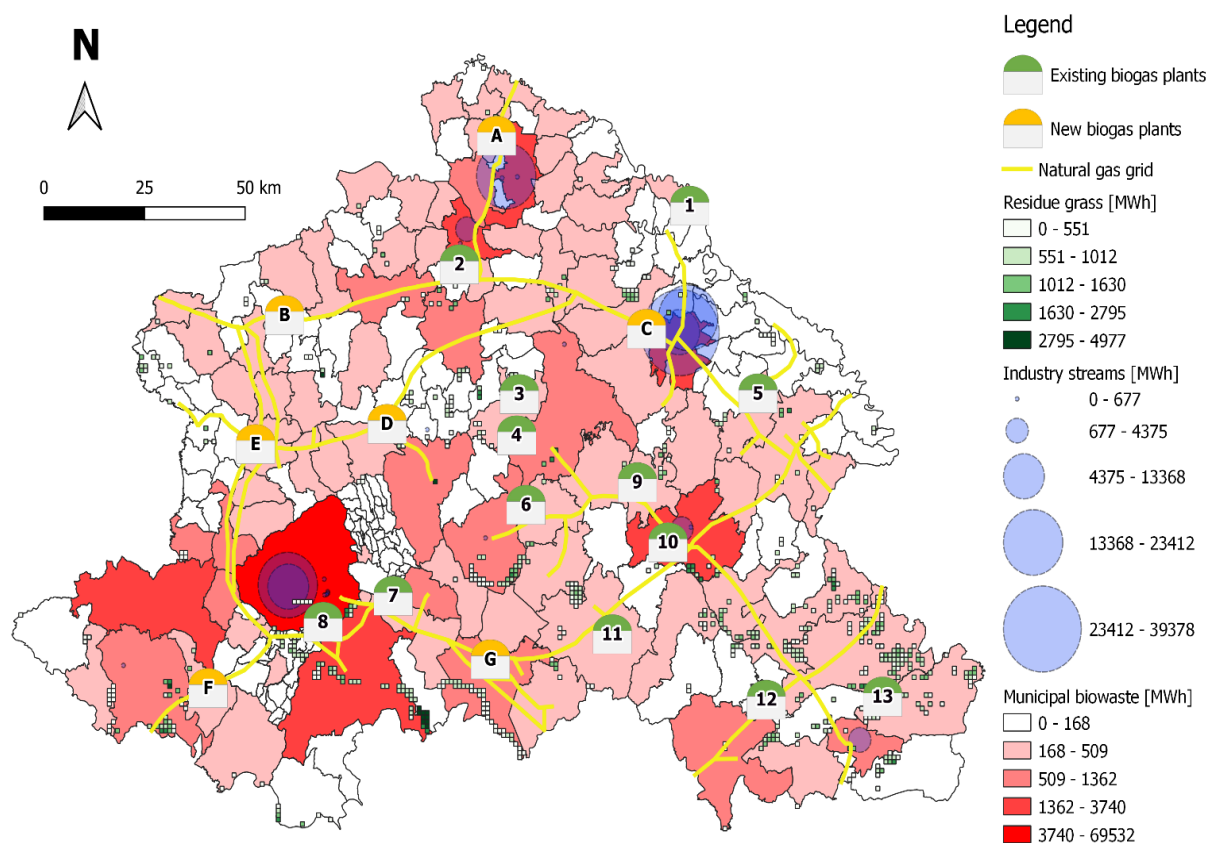 N
0 25 50 km
A
1
2
B
C
3
5
D
4
E
9
6
10
7
8
11
G
F
12
13
Legend
Existing biogas plants
New biogas plants
Natural gas grid
Residue grass [MWh]
0 - 551
551 - 1012
1012 - 1630
1630 - 2795
2795 - 4977
Industry streams [MWh]
0 - 677
677 - 4375
4375 - 13368
13368 - 23412
23412 - 39378
Municipal biowaste [MWh]
0 - 168
168 - 509
509 - 1362
1362 - 3740
3740 - 69532